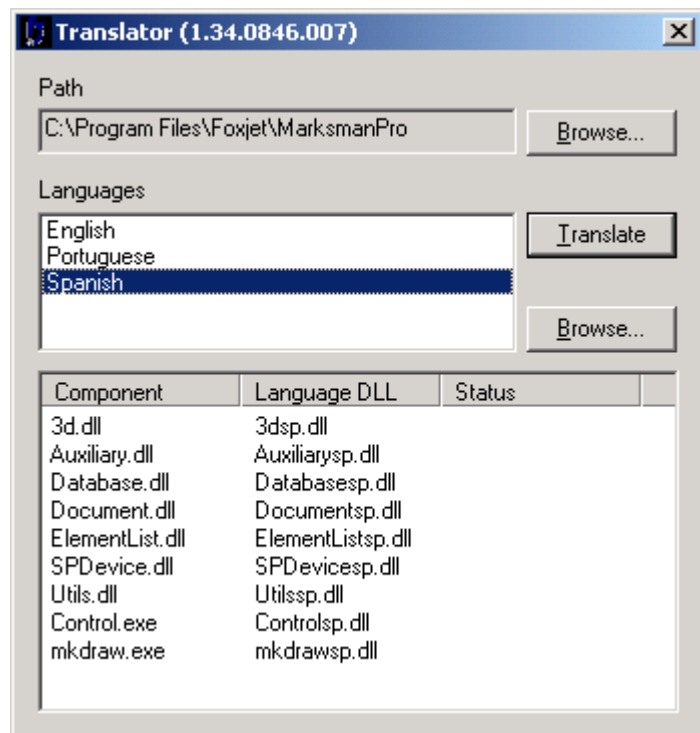 Translator (1.34.0846.007)
Path
C:\Program Files\Foxjet\MarksmanPro
Browse...
Languages
English
Portuguese
Spanish
Translate
Browse...
Component Language DLL Status
3d.dll 3dsp.dll
Auxiliary.dll Auxiliarysp.dll
Database.dll Databasesp.dll
Document.dll Documentsp.dll
ElementList.dll ElementListsp.dll
SPDevice.dll SPDevicesp.dll
Utils.dll Utilssp.dll
Control.exe Controlsp.dll
mkdraw.exe mkdrawsp.dll